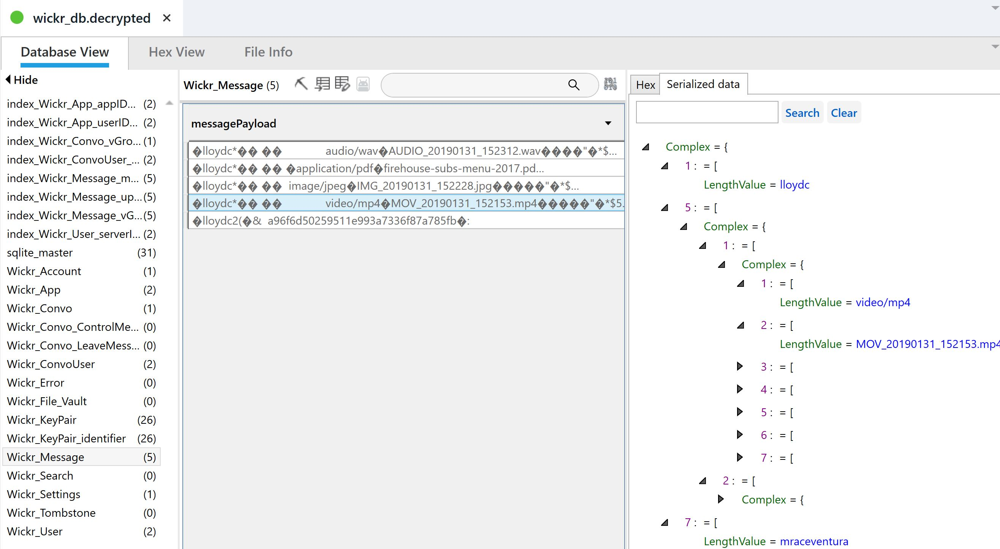 wickr_db.decrypted ✕
Database View Hex View File Info
Hide
index_Wickr_App_appID... (2)
index_Wickr_App_userID... (2)
index_Wickr_Convo_vGro... (1)
index_Wickr_ConvoUser_... (2)
index_Wickr_Message_m... (5)
index_Wickr_Message_up... (5)
index_Wickr_Message_vG... (5)
index_Wickr_User_serverI... (2)
sqlite_master (31)
Wickr_Account (1)
Wickr_App (2)
Wickr_Convo (1)
Wickr_Convo_ControlMe... (0)
Wickr_Convo_LeaveMess... (0)
Wickr_ConvoUser (2)
Wickr_Error (0)
Wickr_File_Vault (0)
Wickr_KeyPair (26)
Wickr_KeyPair_identifier (26)
Wickr_Message (5)
Wickr_Search (0)
Wickr_Settings (1)
Wickr_Tombstone (0)
Wickr_User (2)
Wickr_Message (5)
messagePayload
�lloydc*�� �� audio/wav�AUDIO_20190131_152312.wav����"�*$...
�lloydc*�� �� �application/pdf�firehouse-subs-menu-2017.pd...
�lloydc*�� �� image/jpeg�IMG_20190131_152228.jpg�����"�*$...
�lloydc*�� �� video/mp4�MOV_20190131_152153.mp4�����"�*$5.
�lloydc2(�& a96f6d50259511e993a7336f87a785fb�:
Hex Serialized data
Search Clear
Complex = {
1 : = [
LengthValue = lloydc
5 : = [
Complex = {
1 : = [
Complex = {
1 : = [
LengthValue = video/mp4
2 : = [
LengthValue = MOV_20190131_152153.mp4
3 : = [
4 : = [
5 : = [
6 : = [
7 : = [
2 : = [
Complex = {
7 : = [
LengthValue = mraceventura